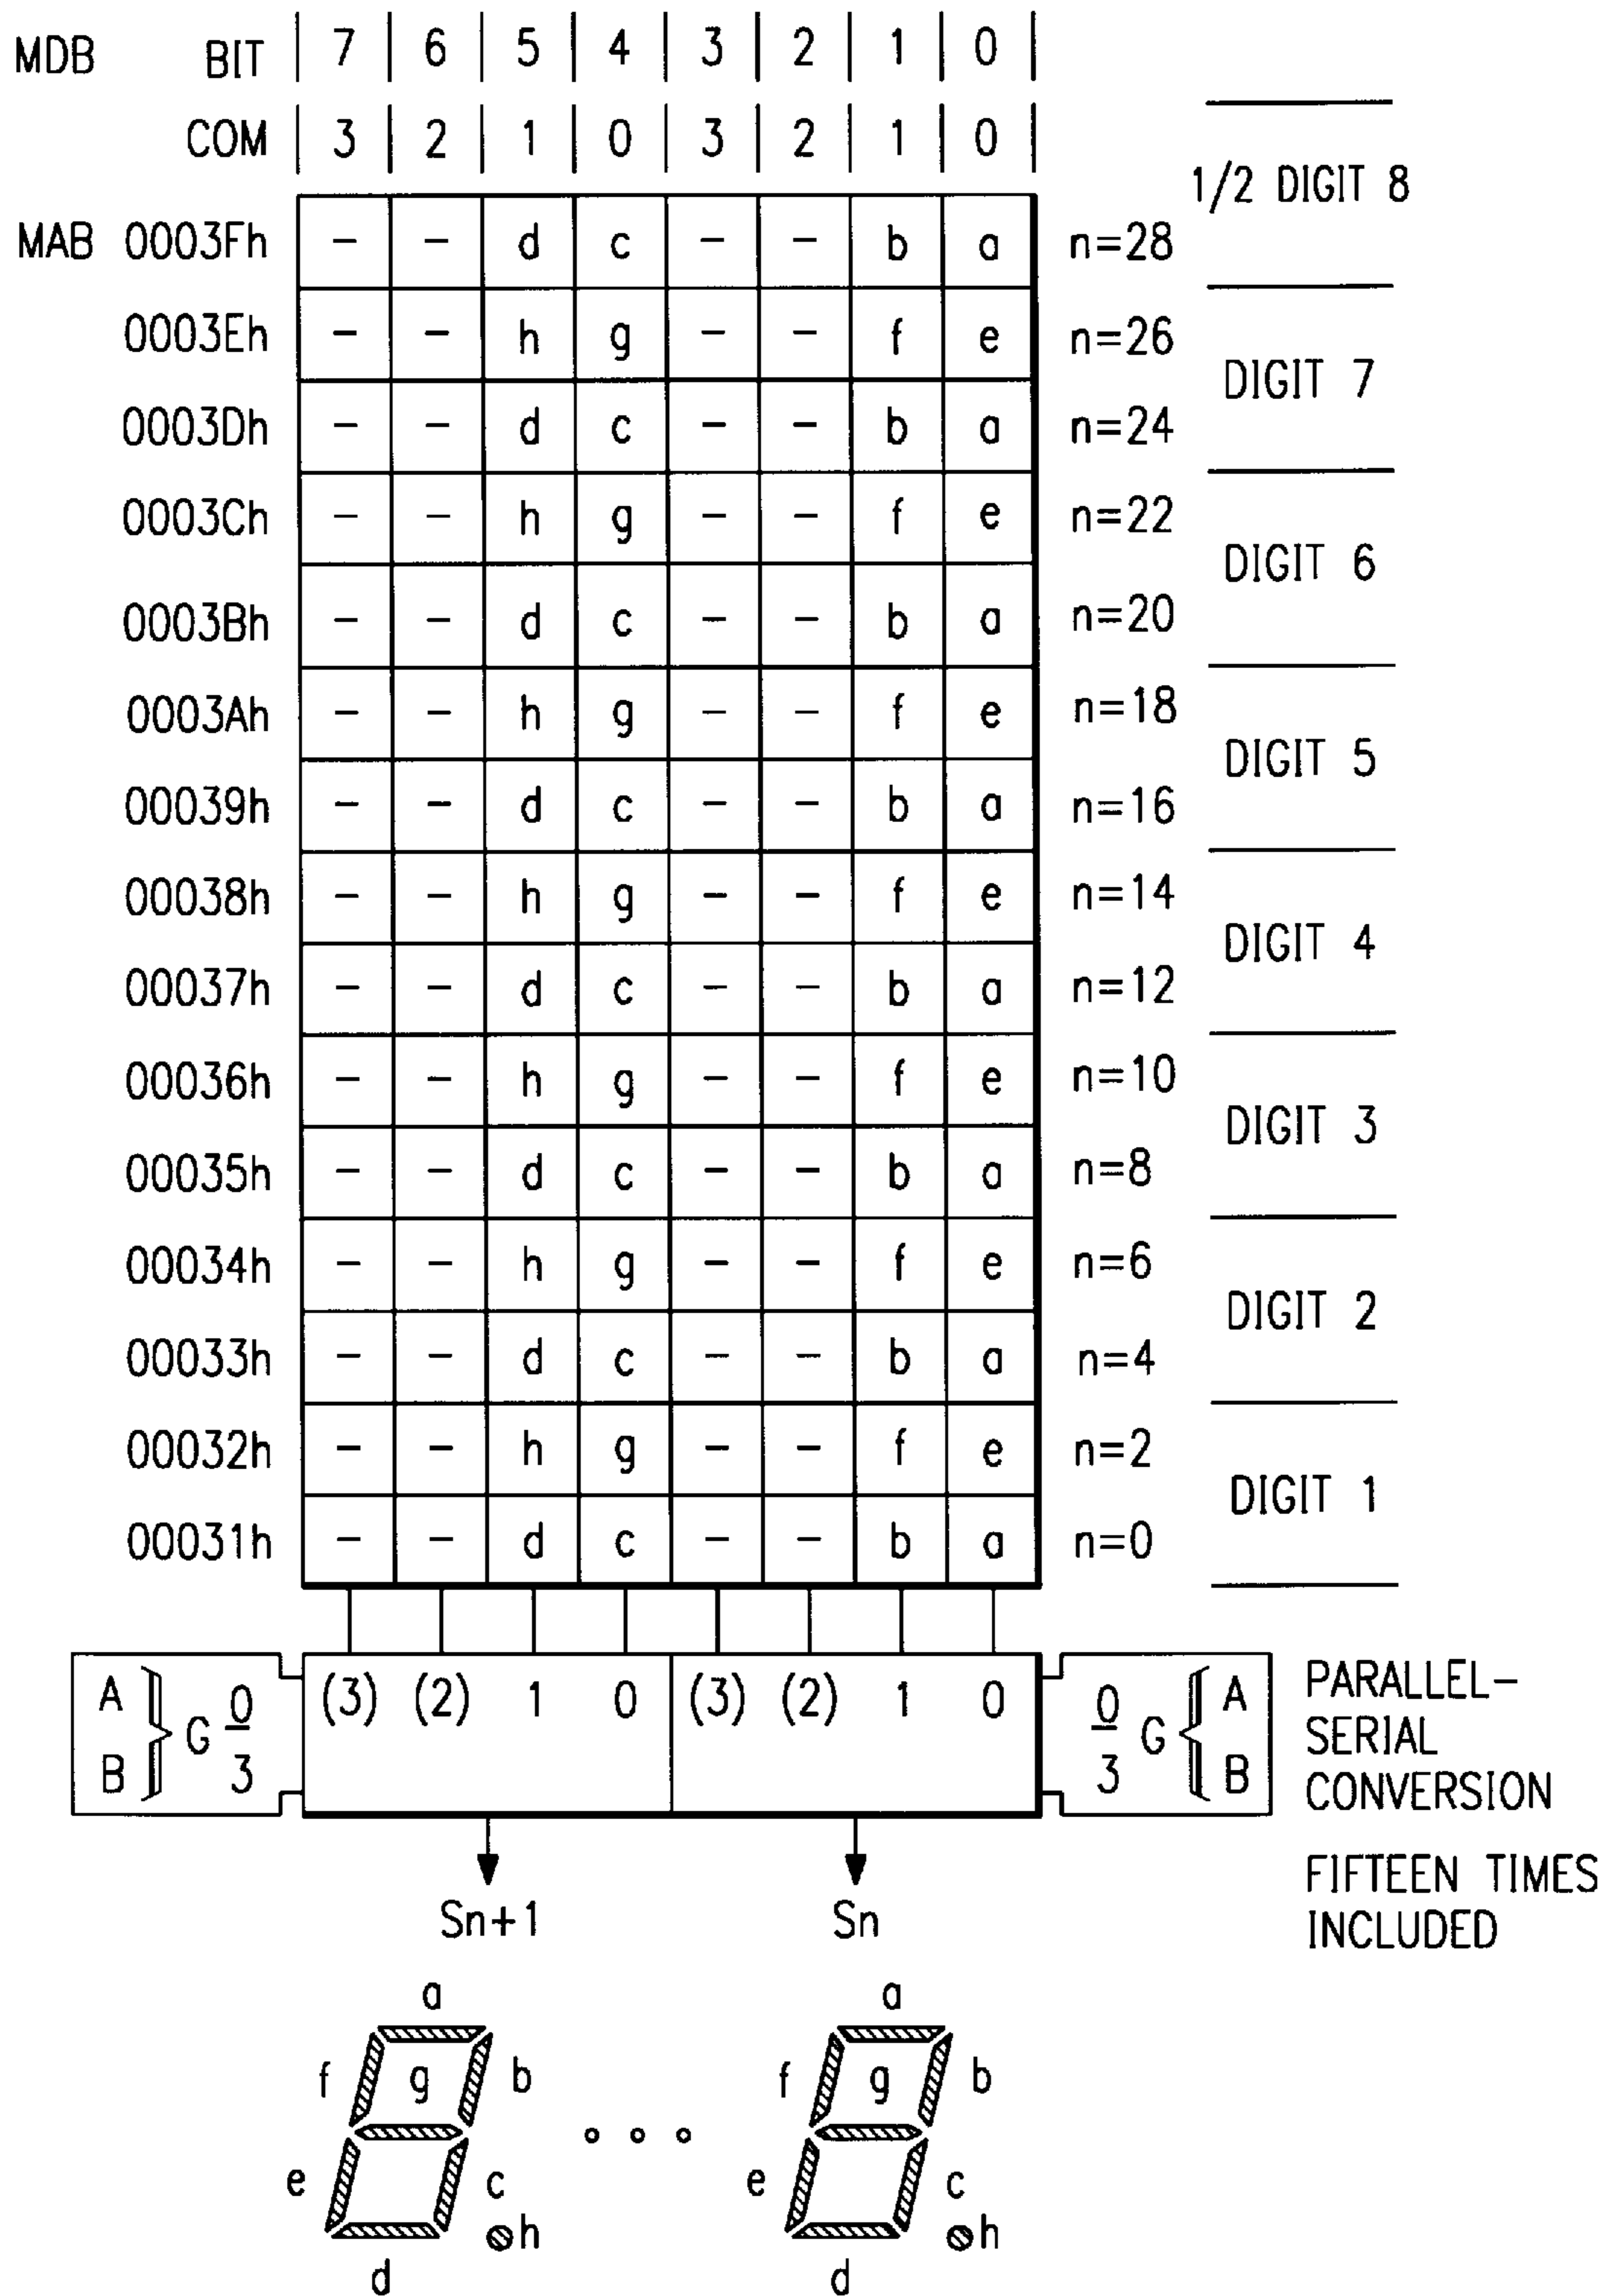 MDB BIT 7 6 5 4 3 2 1 0
COM 3 2 1 0 3 2 1 0
1/2 DIGIT 8
MAB 0003Fh - - d c - - b a n=28
0003Eh - - h g - - f e n=26
DIGIT 7
0003Dh - - d c - - b a n=24
0003Ch - - h g - - f e n=22
DIGIT 6
0003Bh - - d c - - b a n=20
0003Ah - - h g - - f e n=18
DIGIT 5
00039h - - d c - - b a n=16
00038h - - h g - - f e n=14
DIGIT 4
00037h - - d c - - b a n=12
00036h - - h g - - f e n=10
DIGIT 3
00035h - - d c - - b a n=8
00034h - - h g - - f e n=6
DIGIT 2
00033h - - d c - - b a n=4
00032h - - h g - - f e n=2
DIGIT 1
00031h - - d c - - b a n=0
A B } G 0/3
(3) (2) 1 0 (3) (2) 1 0
0/3 G { A B
PARALLEL-
SERIAL
CONVERSION
FIFTEEN TIMES
INCLUDED
Sn+1 Sn
a a
f g b f g b
e c e c
h h
d d